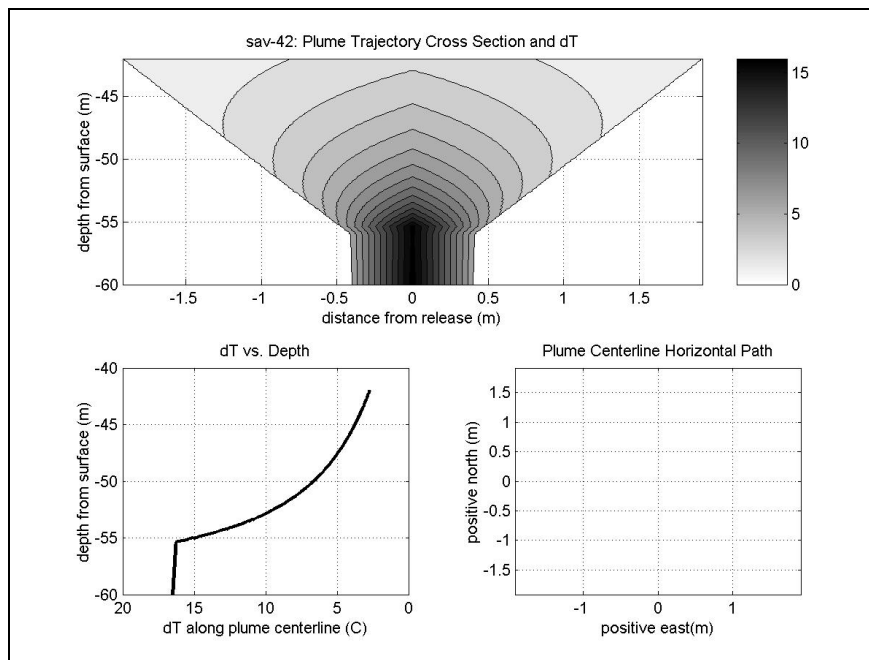 sav-42: Plume Trajectory Cross Section and dT
-45
-50
-55
-60
depth from surface (m)
-1.5 -1 -0.5 0 0.5 1 1.5
distance from release (m)
15
10
5
0
dT vs. Depth
-40
-45
-50
-55
-60
depth from surface (m)
20 15 10 5 0
dT along plume centerline (C)
Plume Centerline Horizontal Path
1.5
1
0.5
0
-0.5
-1
-1.5
positive north (m)
-1 0 1
positive east(m)